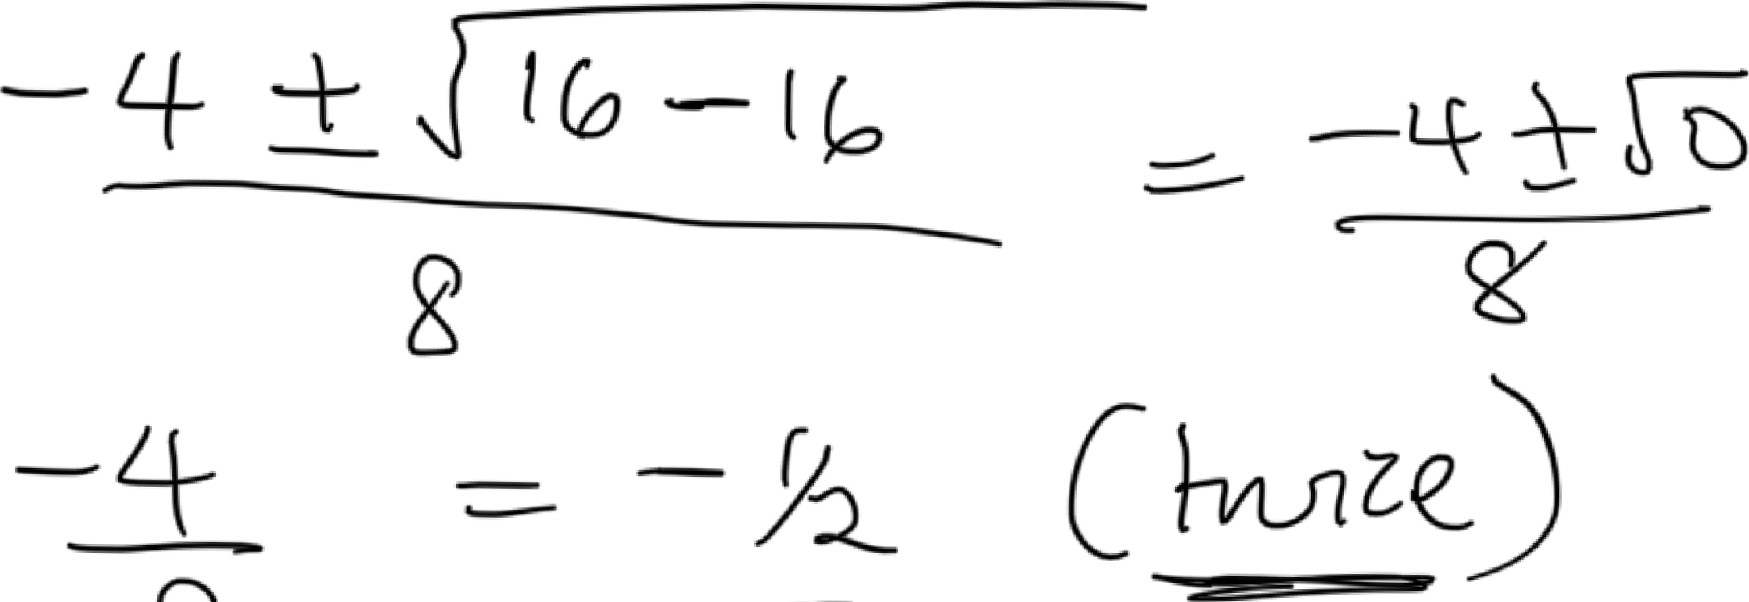 -4 ± √(16 - 16) / 8 = -4 ± √0 / 8
-4 / = - 1/2 (twice)